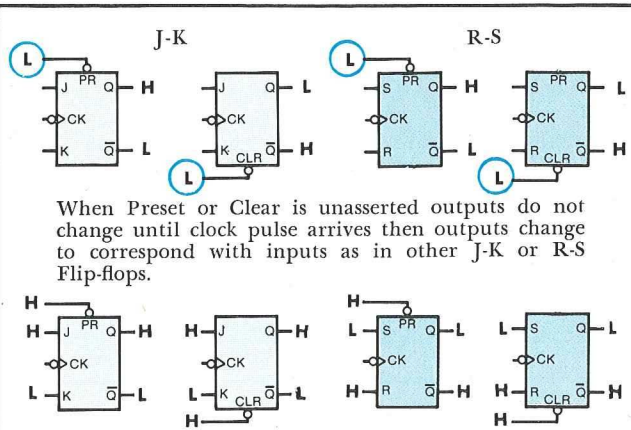 J-K R-S
L L
PR PR
J Q H J Q L S Q H S Q L
CK CK CK CK
K Q̅ L K Q̅ H R Q̅ L R Q̅ H
CLR CLR
L L
When Preset or Clear is unasserted outputs do not
change until clock pulse arrives then outputs change
to correspond with inputs as in other J-K or R-S
Flip-flops.
H H
PR PR
H J Q H H J Q H L S Q L L S Q L
CK CK CK CK
L K Q̅ L L K Q̅ L H R Q̅ H H R Q̅ H
CLR CLR
H H